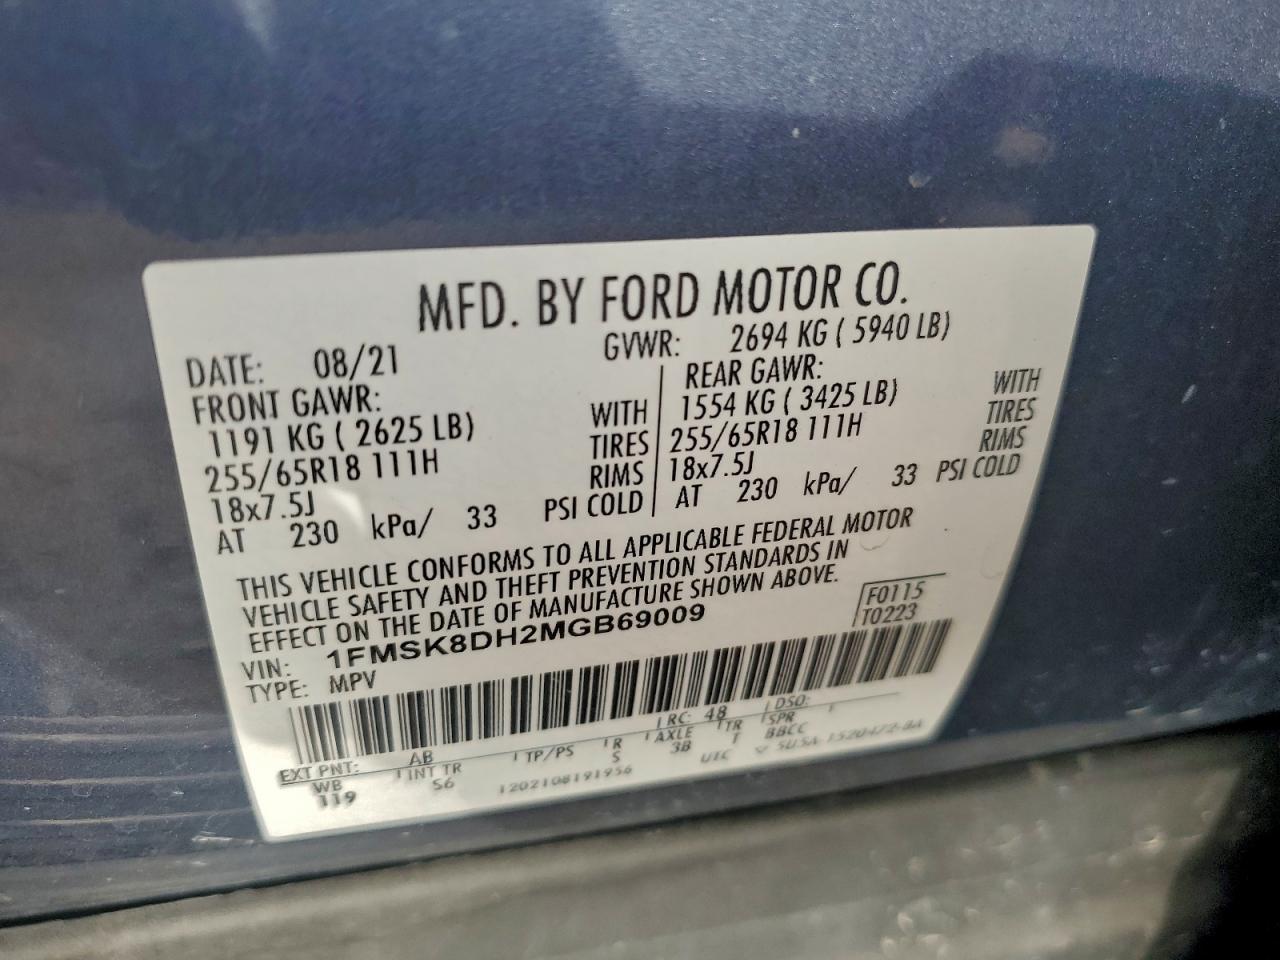 MFD. BY FORD MOTOR CO.
DATE: 08/21 GVWR: 2694 KG ( 5940 LB)
FRONT GAWR: REAR GAWR:
1191 KG ( 2625 LB) WITH 1554 KG ( 3425 LB) WITH
255/65R18 111H TIRES 255/65R18 111H TIRES
18x7.5J RIMS 18x7.5J RIMS
AT 230 kPa/ 33 PSI COLD AT 230 kPa/ 33 PSI COLD
THIS VEHICLE CONFORMS TO ALL APPLICABLE FEDERAL MOTOR
VEHICLE SAFETY AND THEFT PREVENTION STANDARDS IN
EFFECT ON THE DATE OF MANUFACTURE SHOWN ABOVE.
F0115
T0223
VIN: 1FMSK8DH2MGB69009
TYPE: MPV
EXT PNT: AB RC: 48 DSO:
WB INT TR TP/PS R AXLE TR SPR
119 S6 S 3B T BBCC
1202108191956 UTC